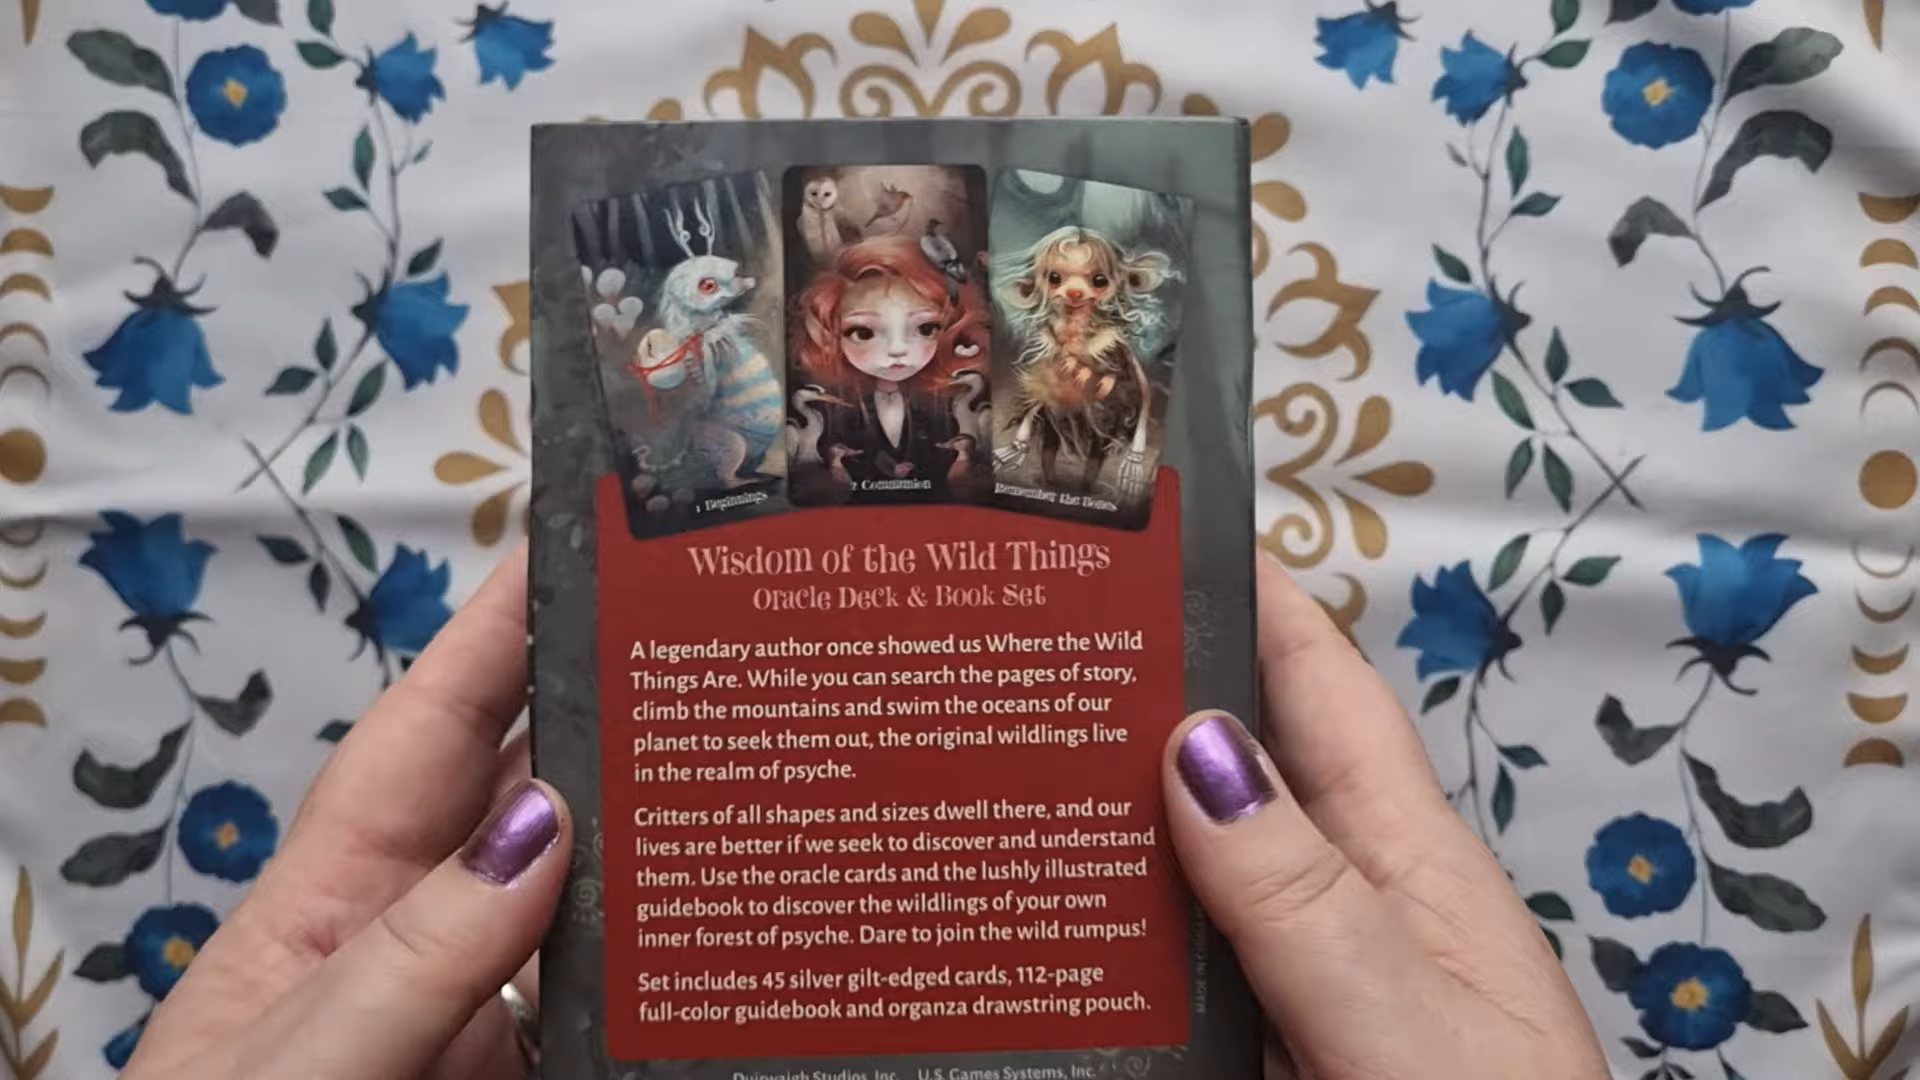 1 Beginnings
7 Communion
Remember the Bones
Wisdom of the Wild Things
Oracle Deck & Book Set
A legendary author once showed us Where the Wild
Things Are. While you can search the pages of story,
climb the mountains and swim the oceans of our
planet to seek them out, the original wildlings live
in the realm of psyche.
Critters of all shapes and sizes dwell there, and our
lives are better if we seek to discover and understand
them. Use the oracle cards and the lushly illustrated
guidebook to discover the wildlings of your own
inner forest of psyche. Dare to join the wild rumpus!
Set includes 45 silver gilt-edged cards, 112-page
full-color guidebook and organza drawstring pouch.
MADE IN
Duirwaigh Studios, Inc. U.S. Games Systems, Inc.